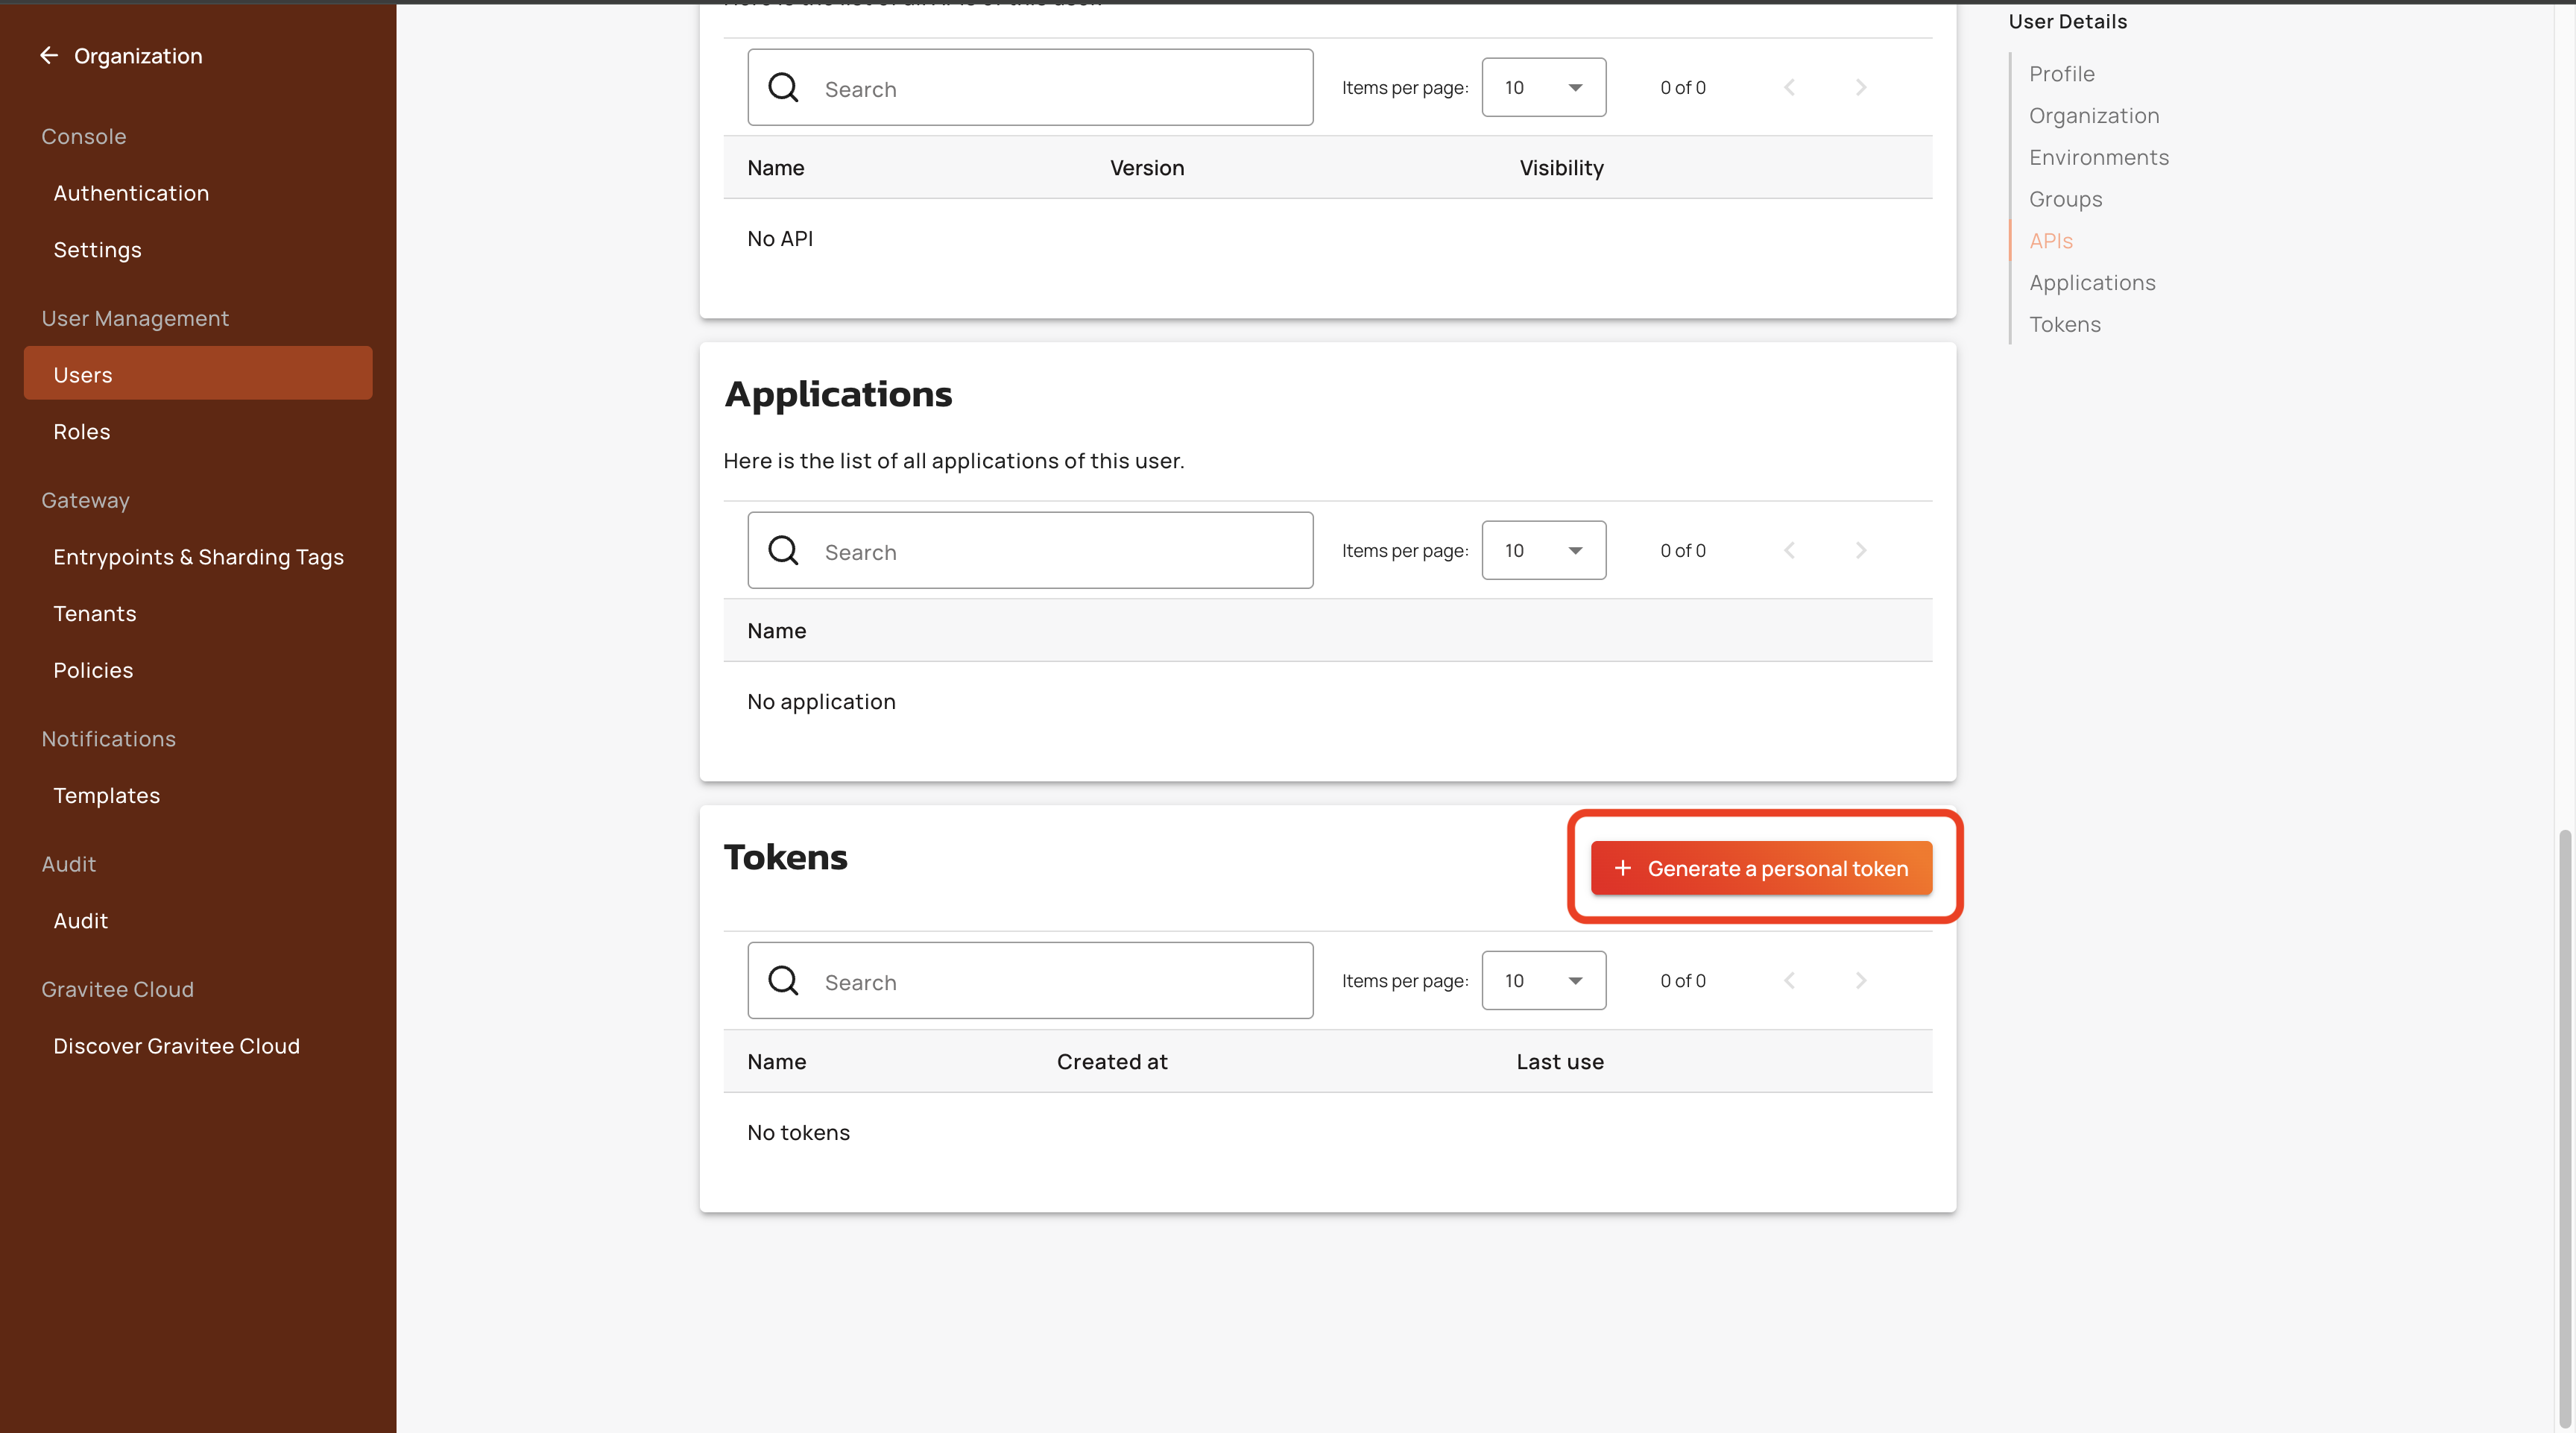 Organization
Console
Authentication
Settings
User Management
Users
Roles
Gateway
Entrypoints & Sharding Tags
Tenants
Policies
Notifications
Templates
Audit
Audit
Gravitee Cloud
Discover Gravitee Cloud
Search
Items per page: 10 0 of 0
Name Version Visibility
No API
Applications
Here is the list of all applications of this user.
Search
Items per page: 10 0 of 0
Name
No application
Tokens
+ Generate a personal token
Search
Items per page: 10 0 of 0
Name Created at Last use
No tokens
User Details
Profile
Organization
Environments
Groups
APIs
Applications
Tokens